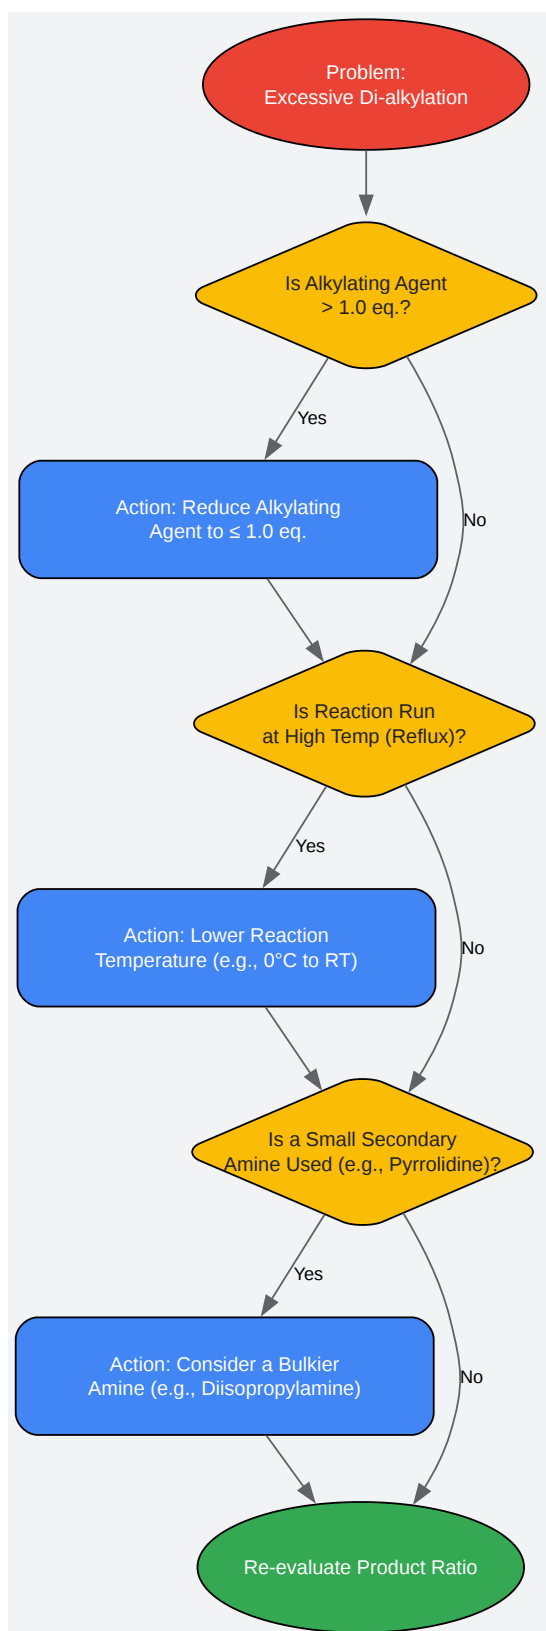 Problem:
Excessive Di-alkylation
Is Alkylating Agent
> 1.0 eq.?
Yes
Action: Reduce Alkylating
Agent to ≤ 1.0 eq.
No
Is Reaction Run
at High Temp (Reflux)?
Yes
Action: Lower Reaction
Temperature (e.g., 0°C to RT)
No
Is a Small Secondary
Amine Used (e.g., Pyrrolidine)?
Yes
Action: Consider a Bulkier
Amine (e.g., Diisopropylamine)
No
Re-evaluate Product Ratio